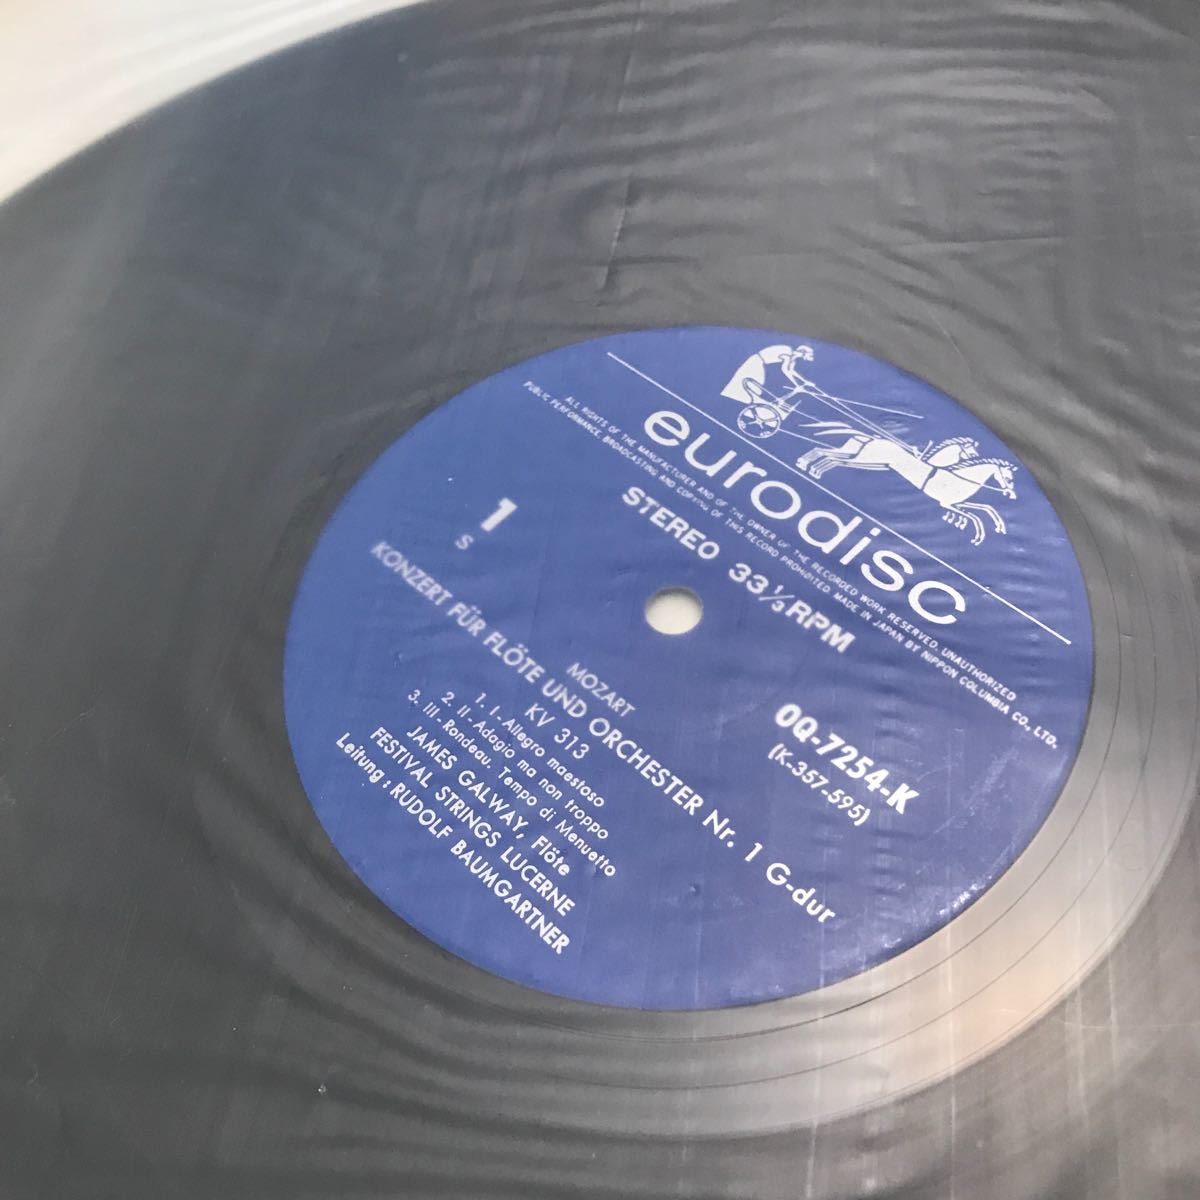 eurodisc
ALL RIGHTS OF THE MANUFACTURER AND OF THE OWNER OF THE RECORDED WORK RESERVED. UNAUTHORIZED
PUBLIC PERFORMANCE, BROADCASTING AND COPYING OF THIS RECORD PROHIBITED. MADE IN JAPAN BY NIPPON COLUMBIA CO., LTD.
STEREO 33⅓RPM
1
S
OQ-7254-K
(K-357-595)
MOZART
KONZERT FÜR FLÖTE UND ORCHESTER Nr. 1 G-dur
KV 313
1. I-Allegro maestoso
2. II-Adagio ma non troppo
3. III-Rondeau. Tempo di Menuetto
JAMES GALWAY, Flöte
FESTIVAL STRINGS LUCERNE
Leitung: RUDOLF BAUMGARTNER